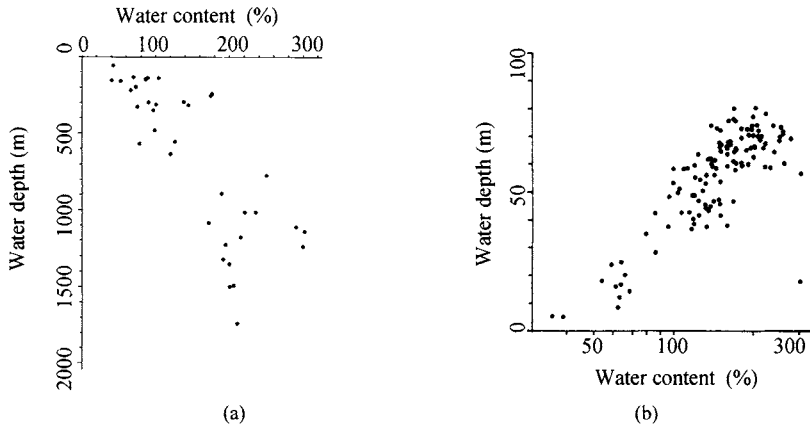 Water content (%)
0 100 200 300
0
500
1000
1500
2000
Water depth (m)
(a)
100
50
0
Water depth (m)
50 100 300
Water content (%)
(b)